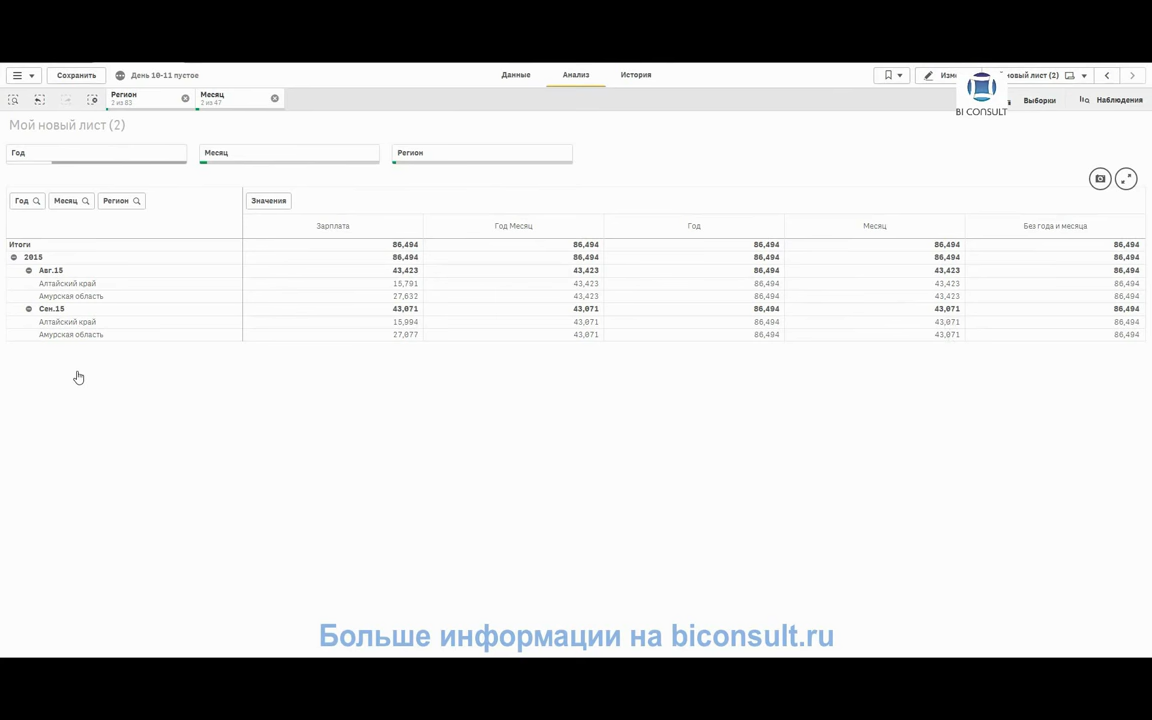 Сохранить День 10-11 пустое Данные Анализ История новый лист (2)
Регион
2 из 83
Месяц
2 из 47
BI CONSULT
Выборки Наблюдения
Мой новый лист (2)
Год Месяц Регион
Год Месяц Регион Значения
Зарплата Год Месяц Год Месяц Без года и месяца
Итоги 86,494 86,494 86,494 86,494 86,494
2015 86,494 86,494 86,494 86,494 86,494
Авг.15 43,423 43,423 86,494 43,423 86,494
Алтайский край 15,791 43,423 86,494 43,423 86,494
Амурская область 27,632 43,423 86,494 43,423 86,494
Сен.15 43,071 43,071 86,494 43,071 86,494
Алтайский край 15,994 43,071 86,494 43,071 86,494
Амурская область 27,077 43,071 86,494 43,071 86,494
Больше информации на biconsult.ru